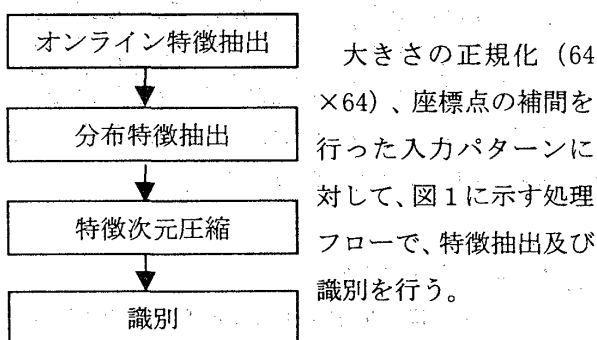 オンライン特徴抽出
分布特徴抽出
特徴次元圧縮
識別
大きさの正規化（64
×64）、座標点の補間を
行った入力パターンに
対して、図１に示す処理
フローで、特徴抽出及び
識別を行う。